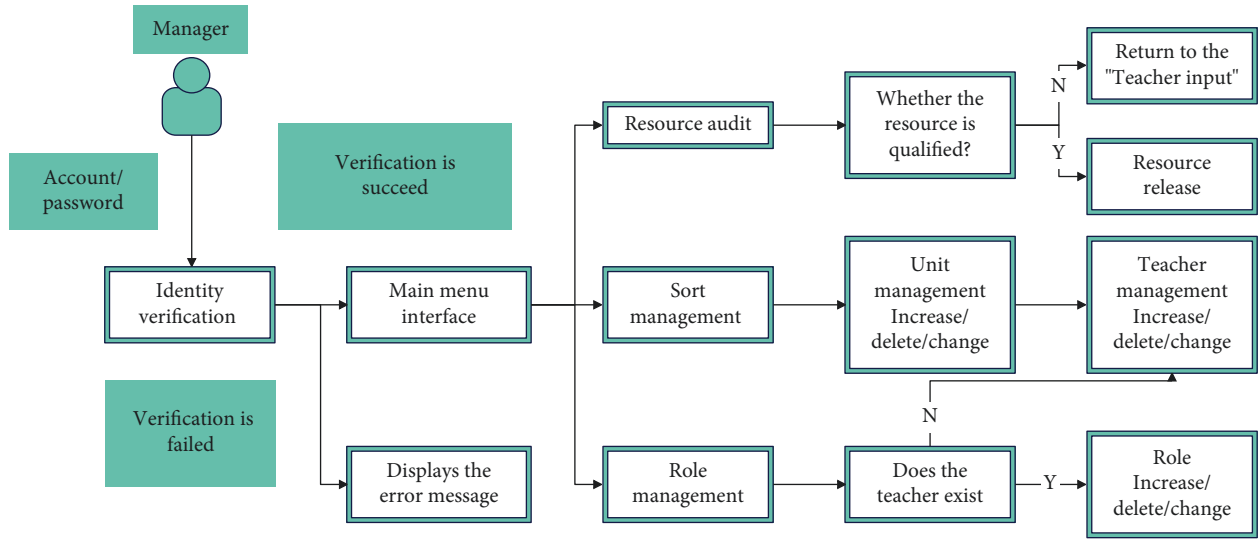 Manager
Account/
password
Verification is
succeed
Identity
verification
Verification is
failed
Main menu
interface
Displays the
error message
Resource audit
Whether the
resource is
qualified?
N
Return to the
"Teacher input"
Y
Resource
release
Sort
management
Unit
management
Increase/
delete/change
Teacher
management
Increase/
delete/change
Role
management
Does the
teacher exist
N
Y
Role
Increase/
delete/change